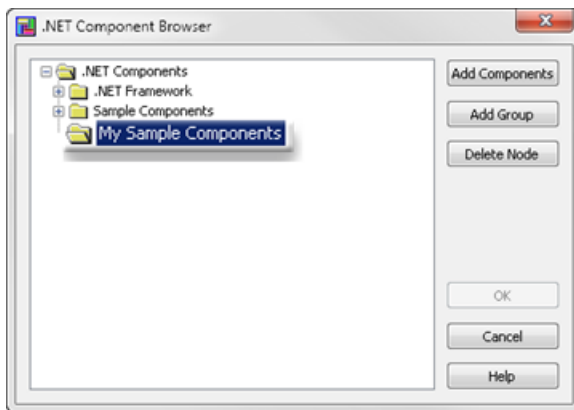 .NET Component Browser
.NET Components
.NET Framework
Sample Components
My Sample Components
Add Components
Add Group
Delete Node
OK
Cancel
Help